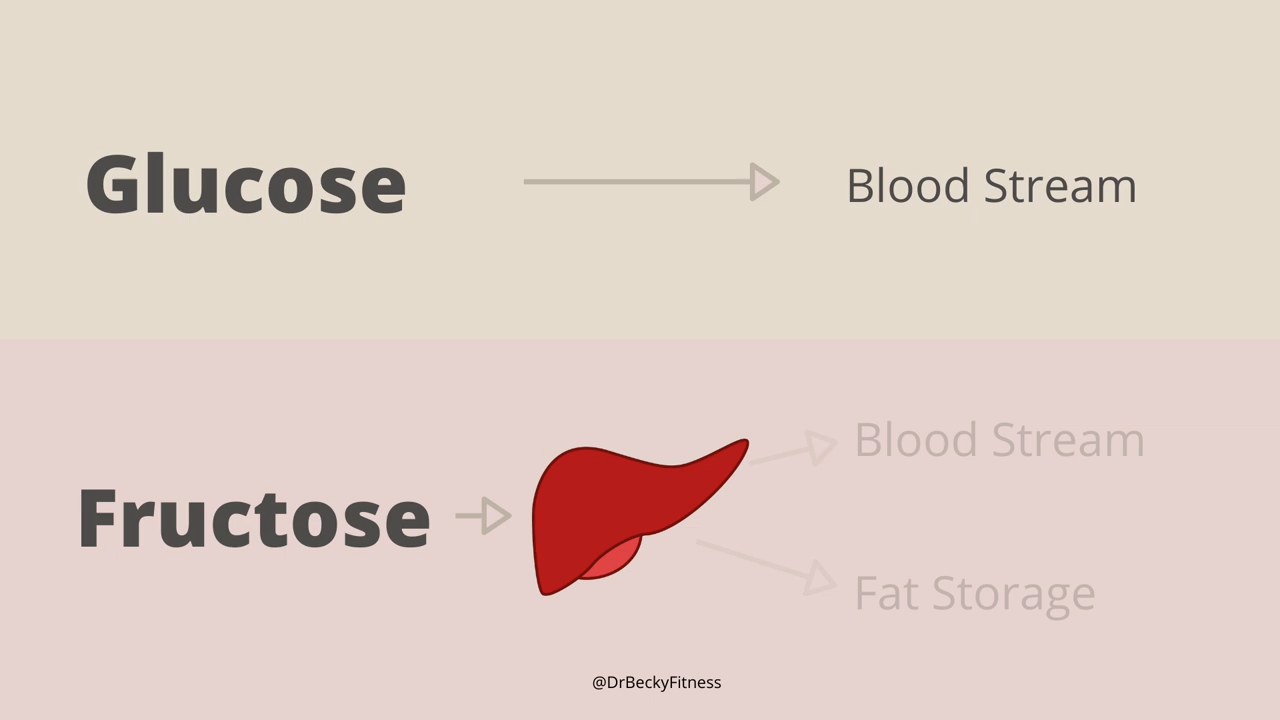 Glucose
Blood Stream
Fructose
Blood Stream
Fat Storage
@DrBeckyFitness